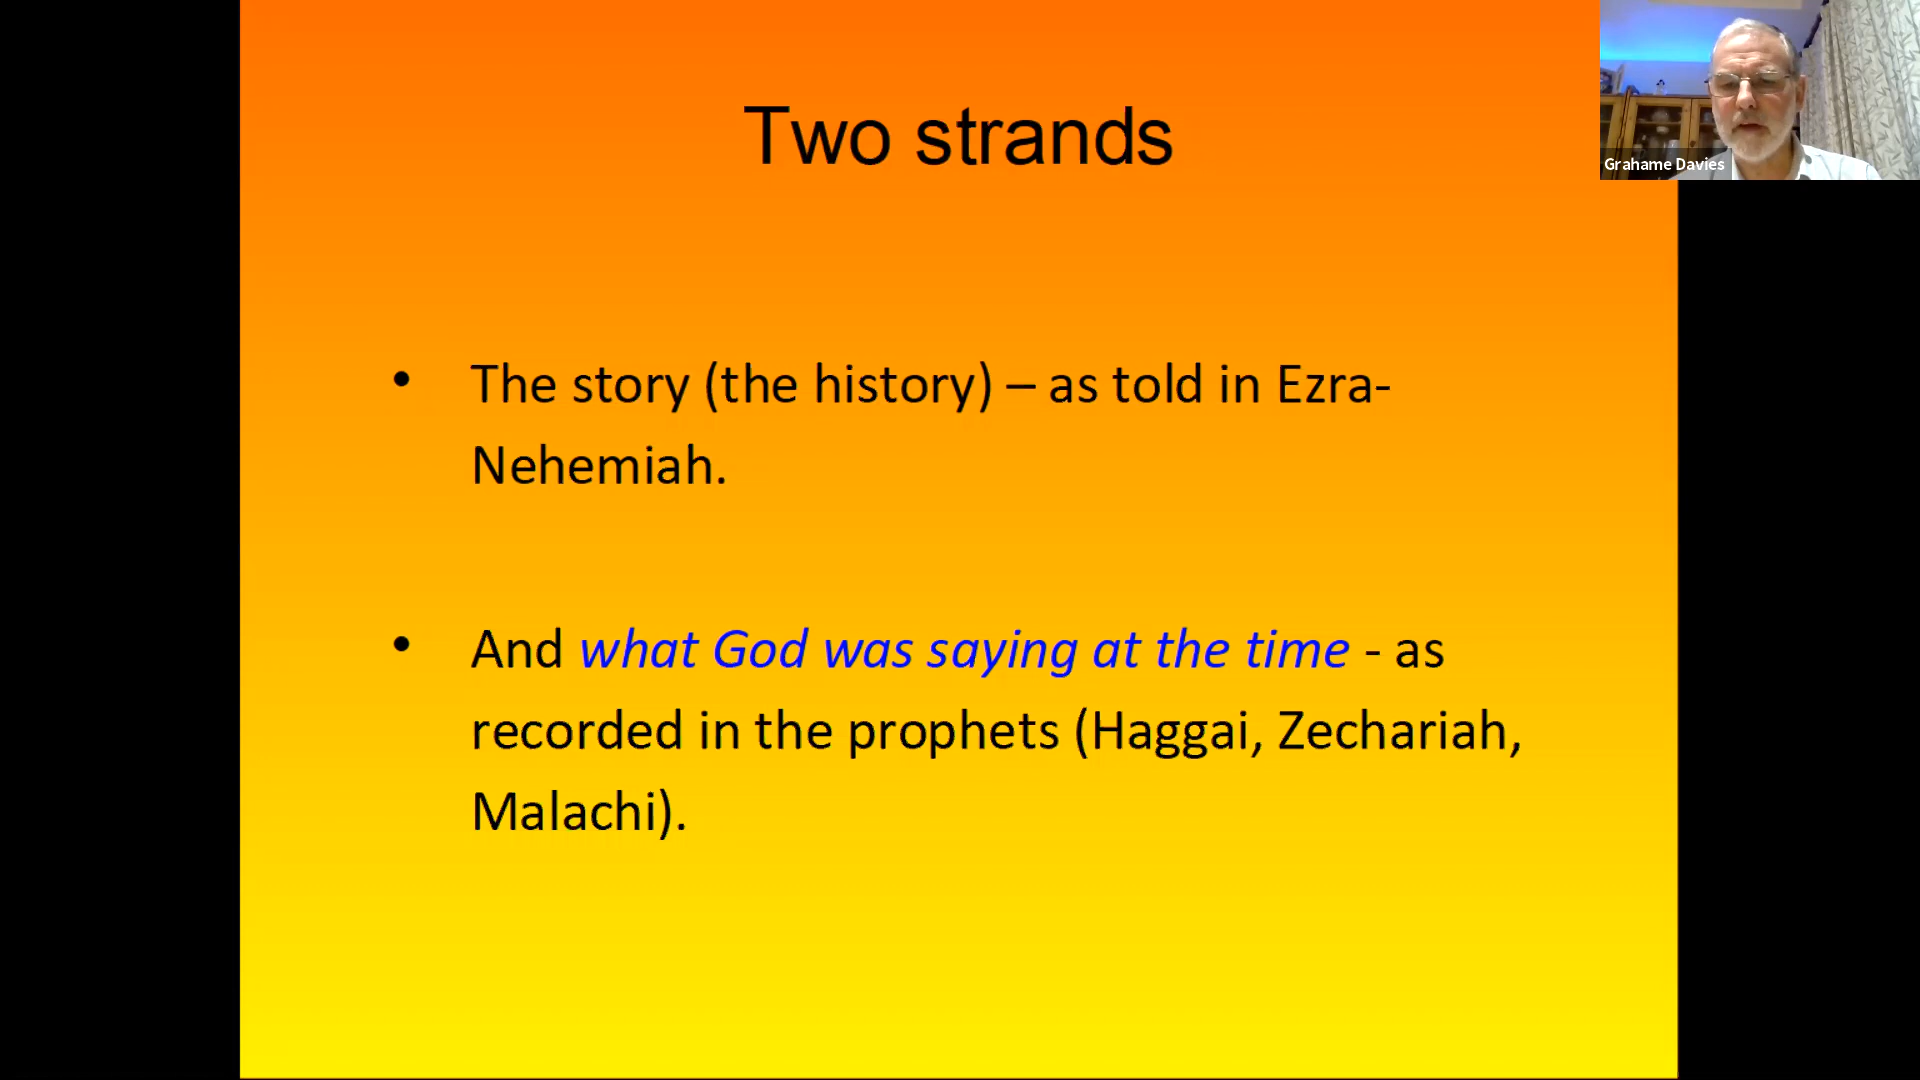 Two strands
Grahame Davies
• The story (the history) – as told in Ezra-
Nehemiah.
• And what God was saying at the time - as
recorded in the prophets (Haggai, Zechariah,
Malachi).